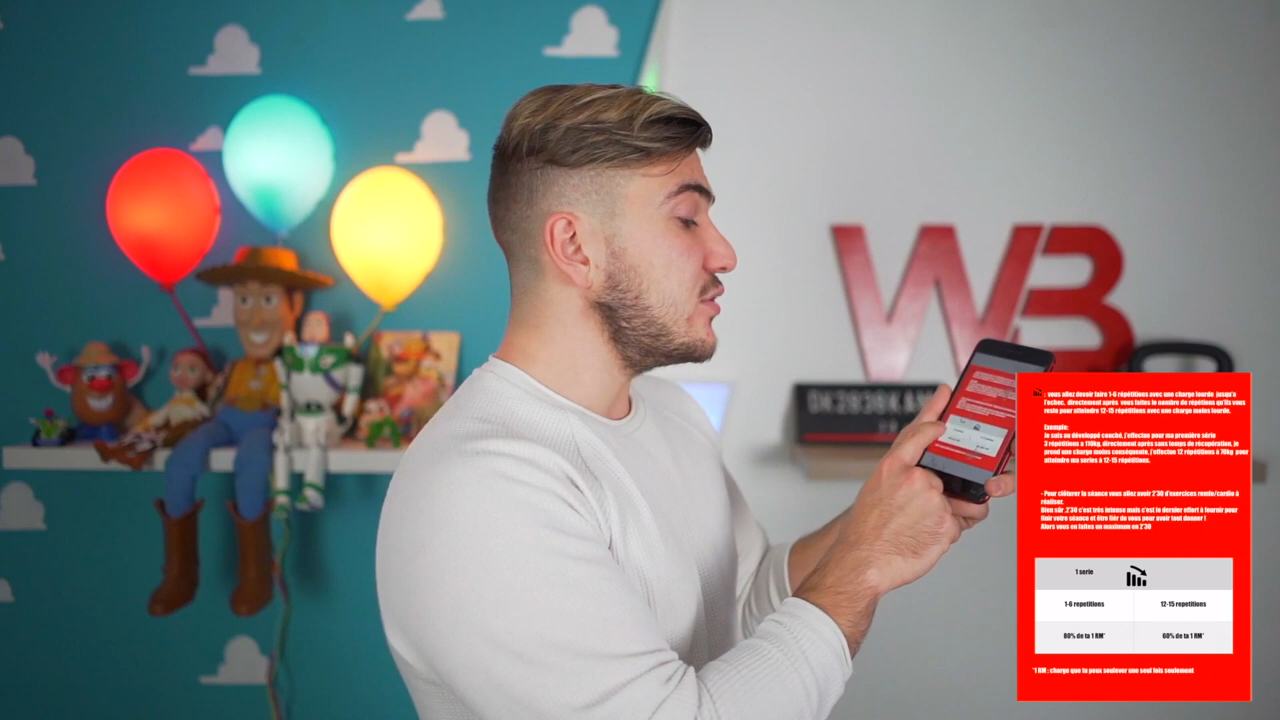 WB
: vous allez devoir faire 1-6 répétitions avec une charge lourde jusqu'a
l'echec, directement après vous faites le nombre de répétions qu'ils vous
reste pour atteindre 12-15 répétitions avec une charge moins lourde.
Exemple:
Je suis au développé couché, j'effectue pour ma première série
3 répétitions a 110kg, directement après sans temps de récupération, je
prend une charge moins conséquente, j'effectue 12 répétitions à 70kg pour
atteindre ma series à 12-15 répétitions.
- Pour clôturer la séance vous allez avoir 2'30 d'exercices renfo/cardio à
réaliser.
Bien sûr ,2'30 c'est très intense mais c'est le dernier effort à fournir pour
finir votre séance et être fiér de vous pour avoir tout donner !
Alors vous en faites un maximum en 2'30
1 serie
1-6 repetitions 12-15 repetitions
80% de ta 1 RM* 60% de ta 1 RM*
*1 RM : charge que tu peux soulever une seul fois seulement